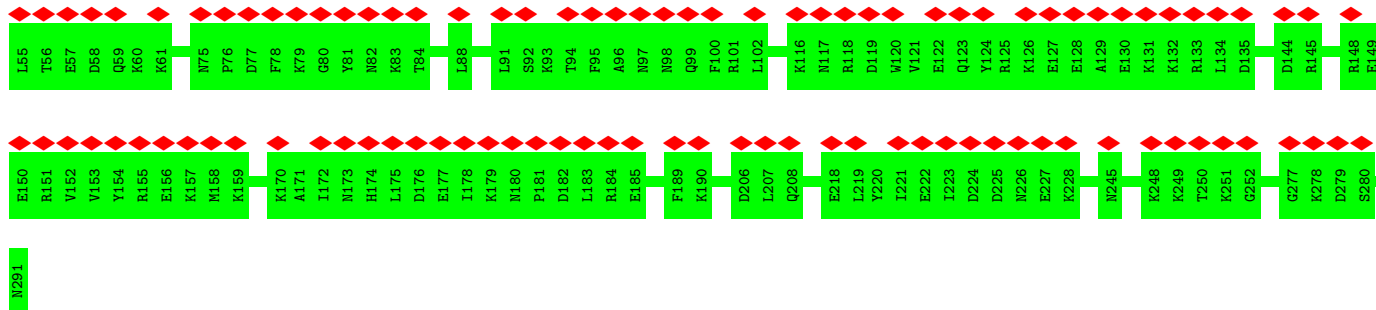 L55 T56 E57 D58 Q59 K60 K61 N75 P76 D77 F78 K79 G80 Y81 N82 K83 T84 L88 L91 S92 K93 T94 F95 A96 N97 N98 Q99 F100 R101 L102 K116 N117 R118 D119 W120 V121 E122 Q123 Y124 R125 K126 E127 E128 A129 E130 K131 K132 R133 L134 D135 D144 R145 R148 E149
E150 R151 V152 V153 Y154 R155 E156 K157 M158 K159 K170 A171 I172 N173 H174 L175 D176 E177 I178 K179 N180 P181 D182 L183 R184 E185 F189 K190 D206 L207 Q208 E218 L219 Y220 I221 E222 I223 D224 D225 N226 E227 K228 N245 K248 K249 T250 K251 G252 G277 K278 D279 S280
N291